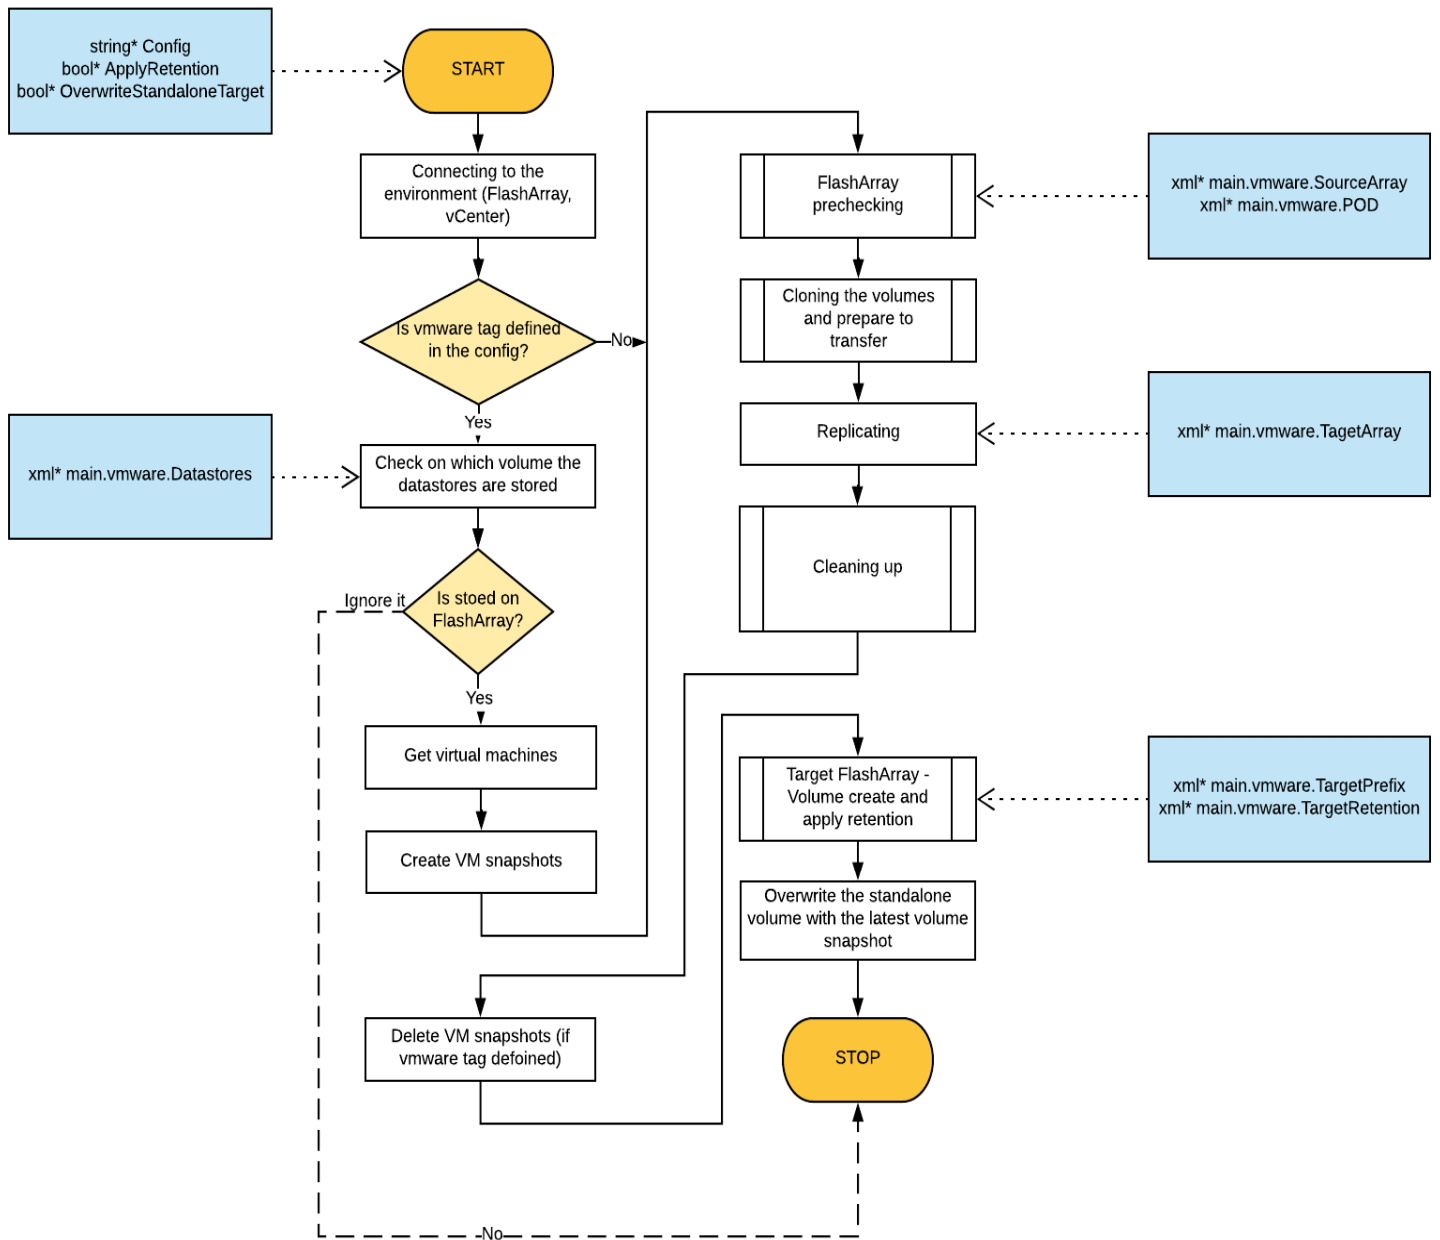 string* Config
bool* ApplyRetention
bool* OverwriteStandaloneTarget
START
Connecting to the
environment (FlashArray,
vCenter)
Is vmware tag defined
in the config?
No
Yes
xml* main.vmware.Datastores
Check on which volume the
datastores are stored
Is stoed on
FlashArray?
Ignore it
Yes
Get virtual machines
Create VM snapshots
Delete VM snapshots (if
vmware tag defoined)
No
FlashArray
prechecking
xml* main.vmware.SourceArray
xml* main.vmware.POD
Cloning the volumes
and prepare to
transfer
Replicating
xml* main.vmware.TagetArray
Cleaning up
Target FlashArray -
Volume create and
apply retention
xml* main.vmware.TargetPrefix
xml* main.vmware.TargetRetention
Overwrite the standalone
volume with the latest volume
snapshot
STOP